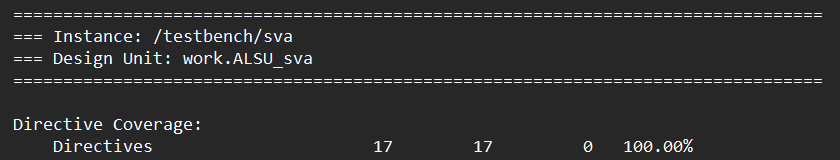 =================================================================================
=== Instance: /testbench/sva
=== Design Unit: work.ALSU_sva
=================================================================================
Directive Coverage:
    Directives                      17        17         0   100.00%